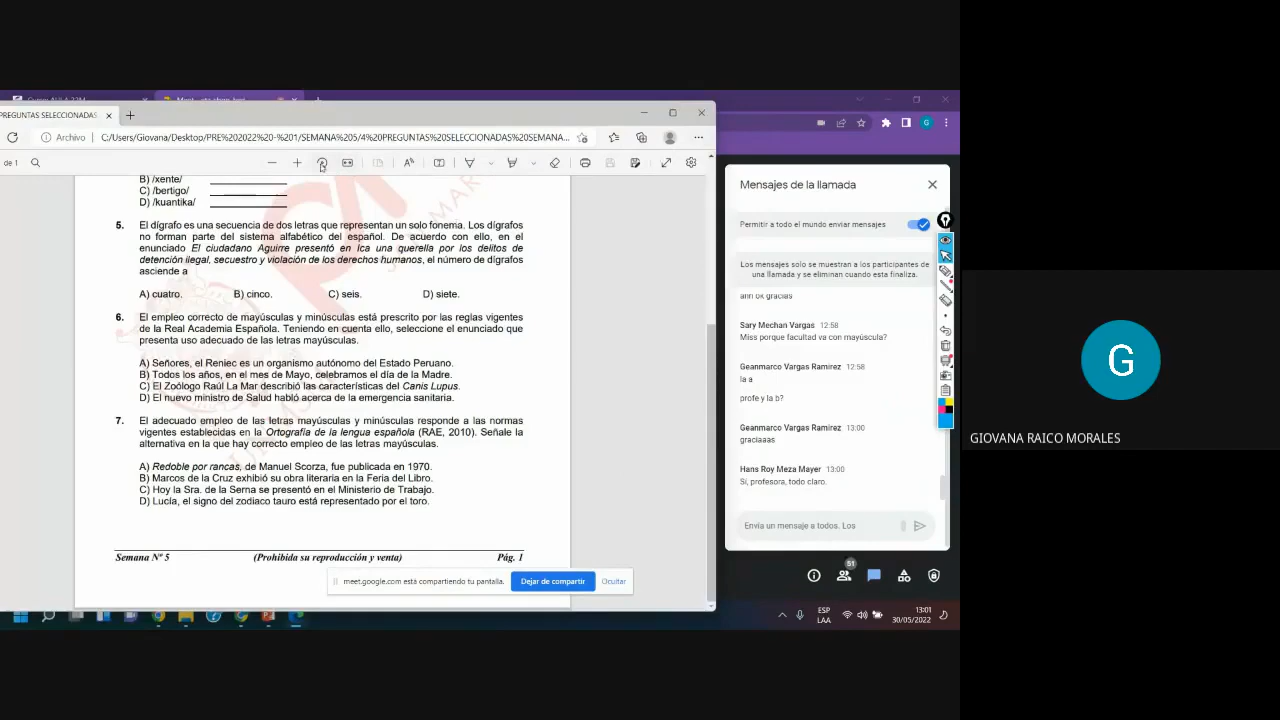 PREGUNTAS SELECCIONADAS
Archivo
C:/Users/Giovana/Desktop/PRE%202022%20-%201/SEMANA%205/4%20PREGUNTAS%20SELECCIONADAS%20SEMANA...
de 1
B) /xente/
C) /bertigo/
D) /kuantika/
5. El dígrafo es una secuencia de dos letras que representan un solo fonema. Los dígrafos
no forman parte del sistema alfabético del español. De acuerdo con ello, en el
enunciado El ciudadano Aguirre presentó en Ica una querella por los delitos de
detención ilegal, secuestro y violación de los derechos humanos, el número de dígrafos
asciende a
A) cuatro. B) cinco. C) seis. D) siete.
6. El empleo correcto de mayúsculas y minúsculas está prescrito por las reglas vigentes
de la Real Academia Española. Teniendo en cuenta ello, seleccione el enunciado que
presenta uso adecuado de las letras mayúsculas.
A) Señores, el Reniec es un organismo autónomo del Estado Peruano.
B) Todos los años, en el mes de Mayo, celebramos el día de la Madre.
C) El Zoólogo Raúl La Mar describió las características del Canis Lupus.
D) El nuevo ministro de Salud habló acerca de la emergencia sanitaria.
7. El adecuado empleo de las letras mayúsculas y minúsculas responde a las normas
vigentes establecidas en la Ortografía de la lengua española (RAE, 2010). Señale la
alternativa en la que hay correcto empleo de las letras mayúsculas.
A) Redoble por rancas, de Manuel Scorza, fue publicada en 1970.
B) Marcos de la Cruz exhibió su obra literaria en la Feria del Libro.
C) Hoy la Sra. de la Serna se presentó en el Ministerio de Trabajo.
D) Lucía, el signo del zodiaco tauro está representado por el toro.
Semana Nº 5 (Prohibida su reproducción y venta) Pág. 1
meet.google.com está compartiendo tu pantalla. Dejar de compartir Ocultar
Mensajes de la llamada
Permitir a todo el mundo enviar mensajes
Los mensajes solo se muestran a los participantes de
una llamada y se eliminan cuando esta finaliza.
ahh ok gracias
Sary Mechan Vargas 12:58
Miss porque facultad va con mayúscula?
Geanmarco Vargas Ramirez 12:58
la a
profe y la b?
Geanmarco Vargas Ramirez 13:00
graciaaas
Hans Roy Meza Mayer 13:00
Sí, profesora, todo claro.
Envía un mensaje a todos. Los
51
ESP
LAA
13:01
30/05/2022
G
GIOVANA RAICO MORALES